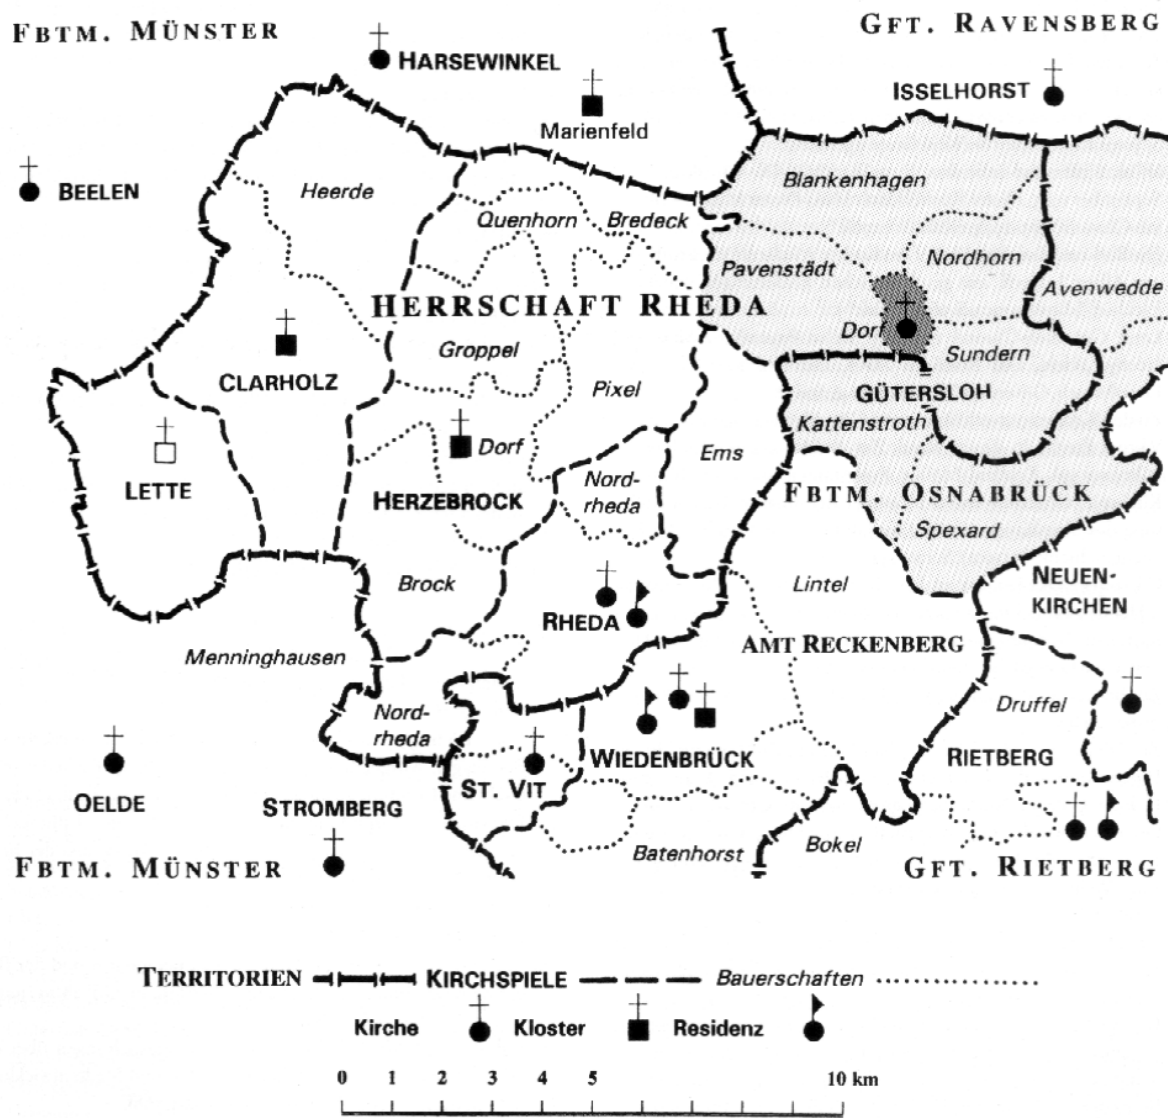 FBTM. MÜNSTER
GFT. RAVENSBERG
HARSEWINKEL
ISSELHORST
Marienfeld
BEELEN
Heerde
Blankenhagen
Quenhorn
Bredeck
Nordhorn
Pavenstädt
Avenwedde
HERRSCHAFT RHEDA
Dorf
Groppel
Sundern
CLARHOLZ
Pixel
GÜTERSLOH
Kattenstroth
Dorf
Ems
LETTE
HERZEBROCK
Nord-
rheda
FBTM. OSNABRÜCK
Spexard
Brock
Lintel
NEUEN-
KIRCHEN
RHEDA
AMT RECKENBERG
Menninghausen
Nord-
rheda
Druffel
WIEDENBRÜCK
RIETBERG
ST. VIT
OELDE
STROMBERG
Batenhorst
Bokel
FBTM. MÜNSTER
GFT. RIETBERG
TERRITORIEN KIRCHSPIELE Bauerschaften
Kirche Kloster Residenz
0 1 2 3 4 5 10 km